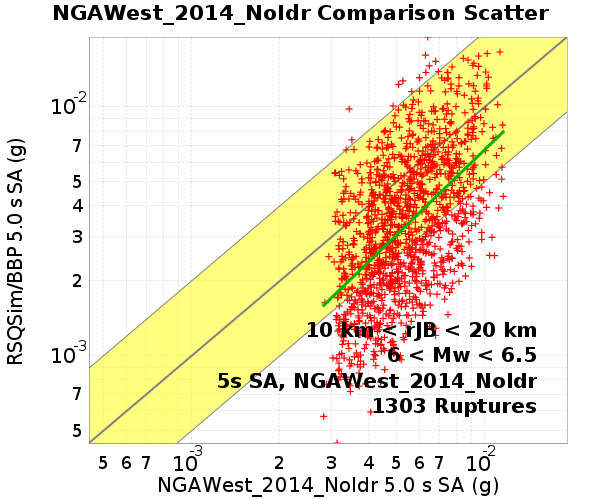 NGAWest_2014_NoIdr Comparison Scatter
RSQSim/BBP 5.0 s SA (g)
10-2
7
5
4
3
2
10-3
7
5
10 km < rJB < 20 km
6 < Mw < 6.5
5s SA, NGAWest_2014_NoIdr
1303 Ruptures
5 6 7 10-3 2 3 4 5 6 7 10-2
NGAWest_2014_NoIdr 5.0 s SA (g)